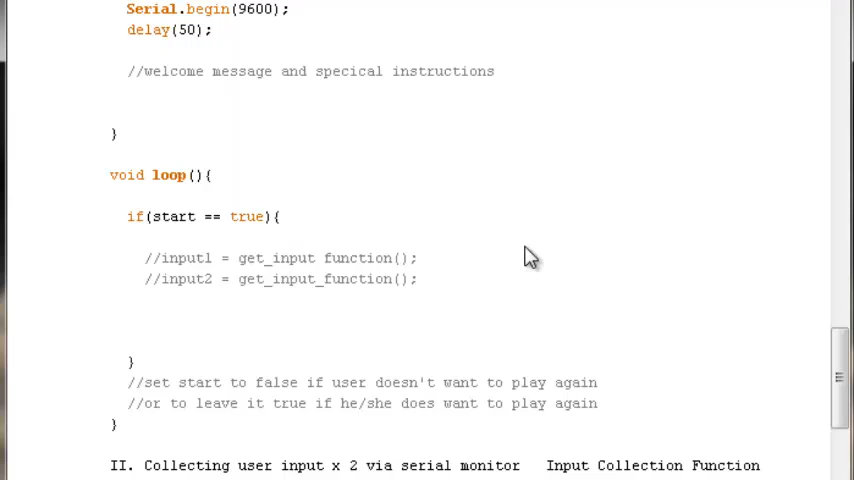 Serial.begin(9600);
delay(50);
//welcome message and specical instructions
}
void loop(){
if(start == true){
//input1 = get_input function();
//input2 = get_input_function();
}
//set start to false if user doesn't want to play again
//or to leave it true if he/she does want to play again
}
II. Collecting user input x 2 via serial monitor Input Collection Function